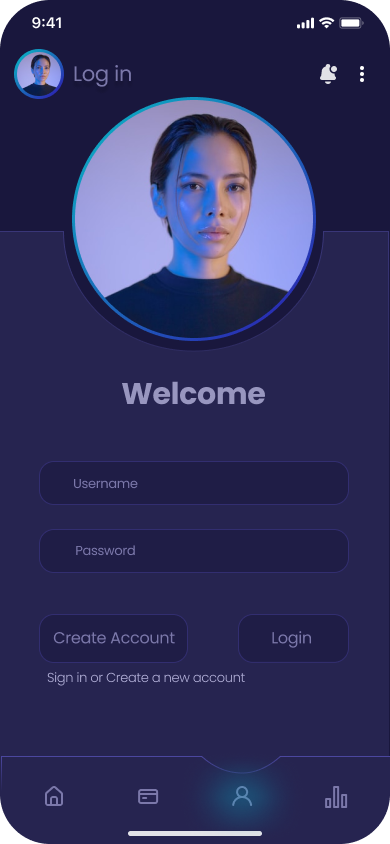 9:41
Log in
Welcome
Username
Password
Create Account
Login
Sign in or Create a new account